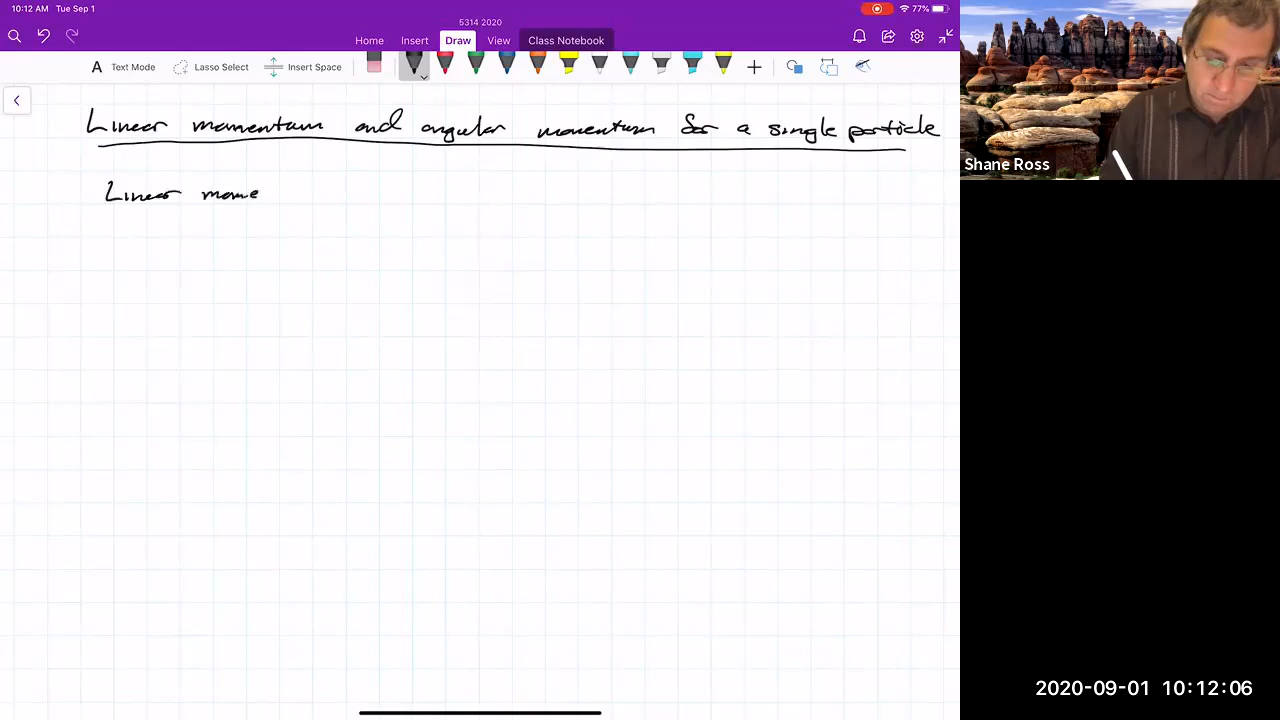 10:12 AM Tue Sep 1
77%
5314 2020
Home Insert Draw View Class Notebook
A Text Mode Lasso Select Insert Space
Linear momentum and angular momentum for a single particle
Linear mome
Shane Ross
2020-09-01 10:12:06